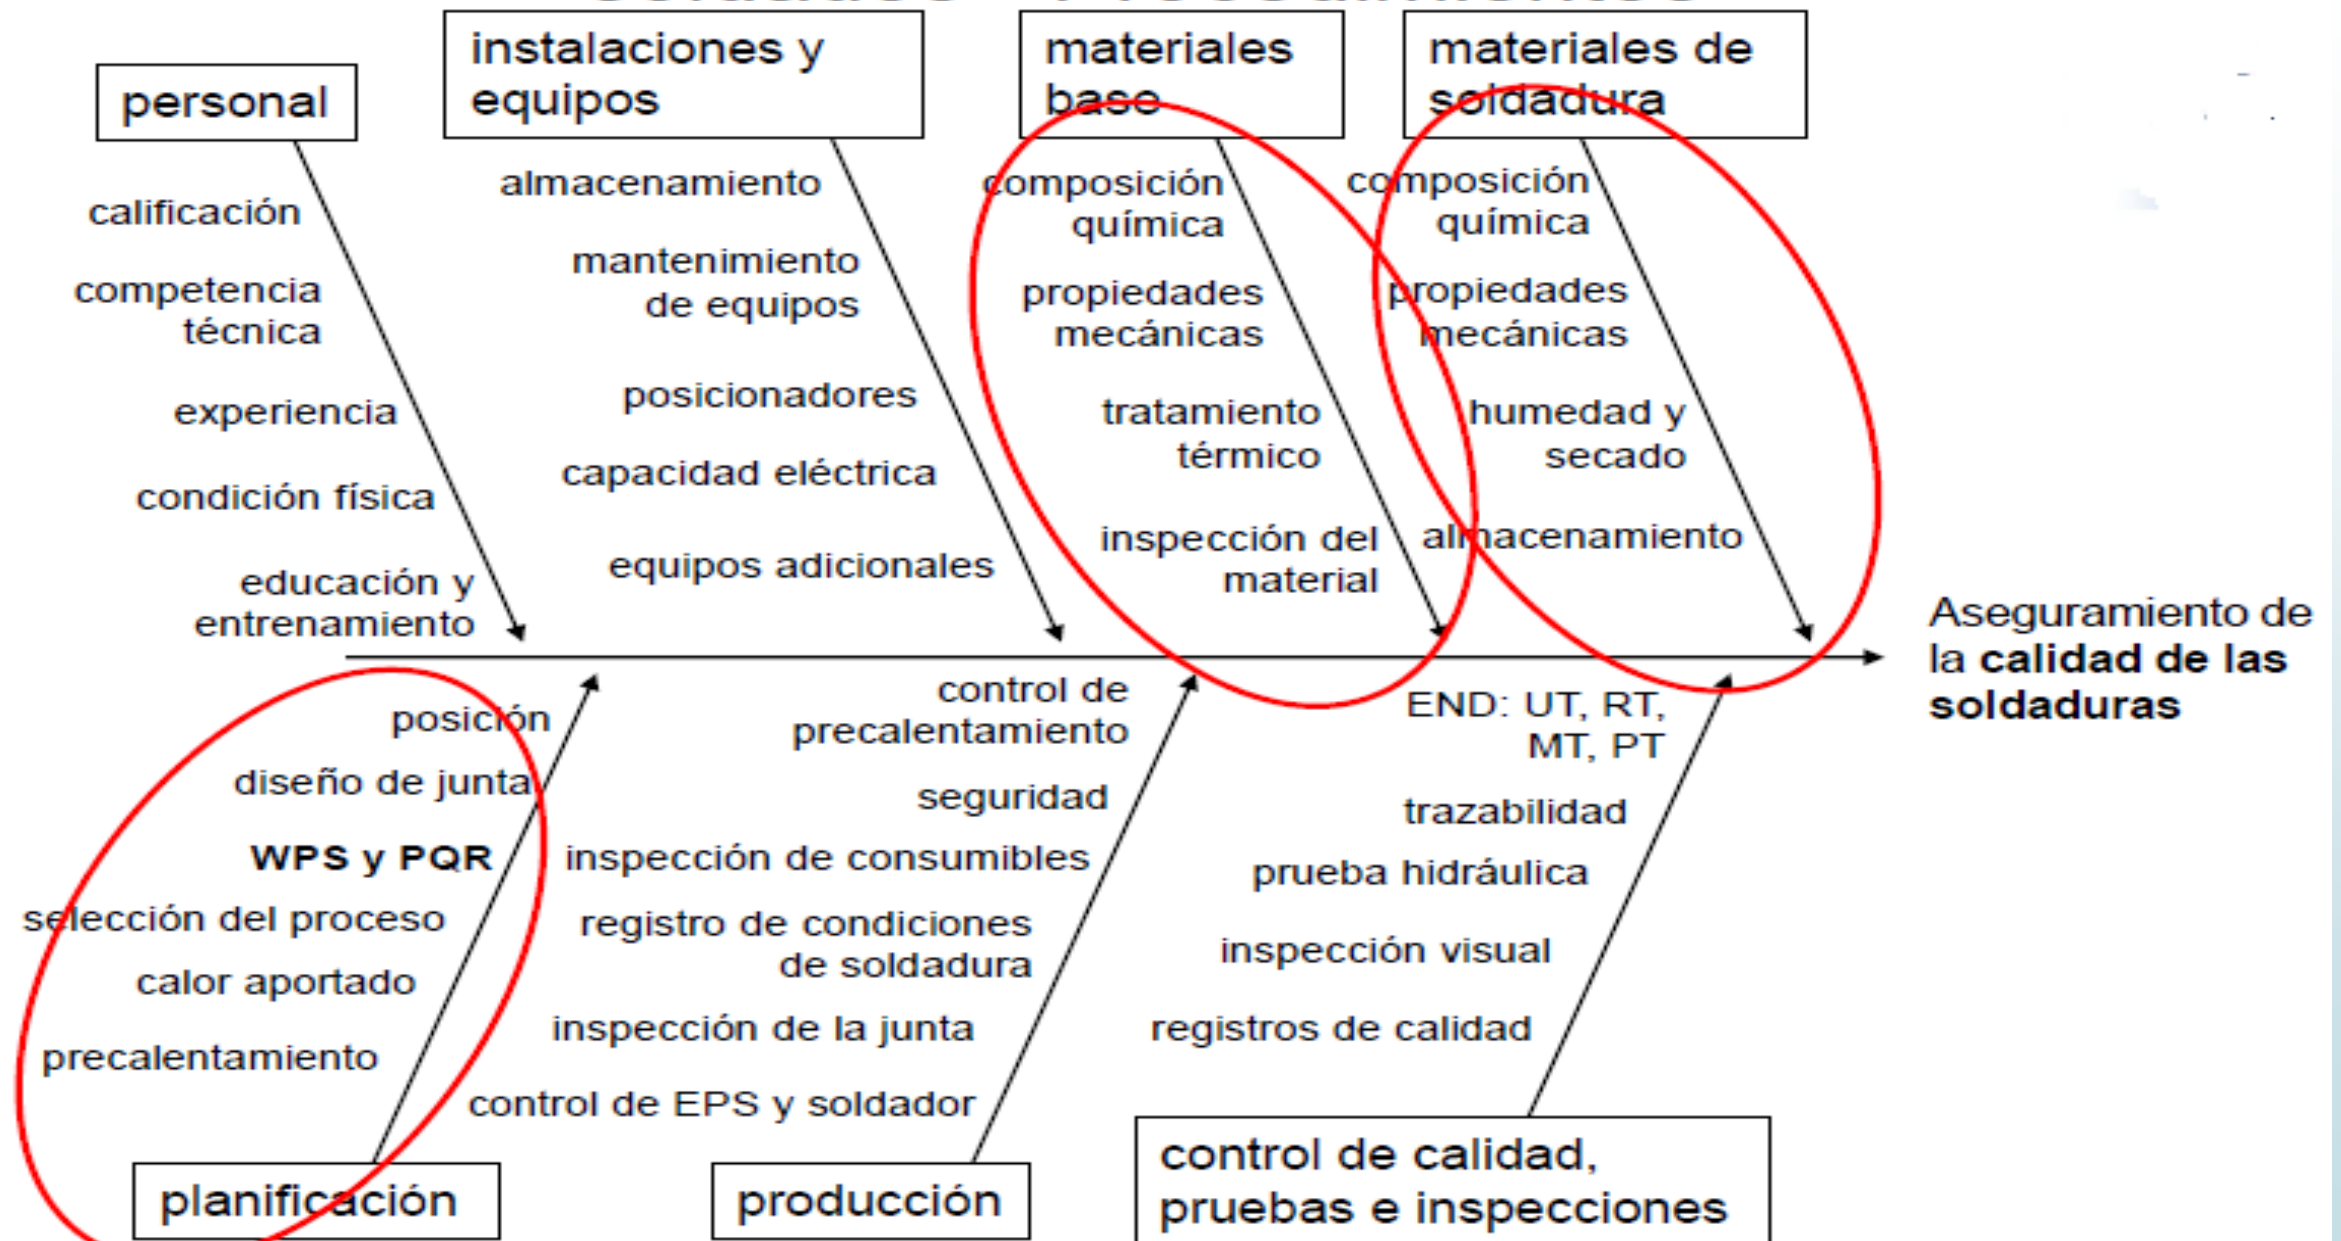 personal
calificación
competencia
técnica
experiencia
condición física
educación y
entrenamiento
instalaciones y
equipos
almacenamiento
mantenimiento
de equipos
posicionadores
capacidad eléctrica
equipos adicionales
materiales
base
composición
química
propiedades
mecánicas
tratamiento
térmico
inspección del
material
materiales de
soldadura
composición
química
propiedades
mecánicas
humedad y
secado
almacenamiento
Aseguramiento de
la calidad de las
soldaduras
posición
diseño de junta
WPS y PQR
selección del proceso
calor aportado
precalentamiento
planificación
control de
precalentamiento
seguridad
inspección de consumibles
registro de condiciones
de soldadura
inspección de la junta
control de EPS y soldador
producción
END: UT, RT,
MT, PT
trazabilidad
prueba hidráulica
inspección visual
registros de calidad
control de calidad,
pruebas e inspecciones